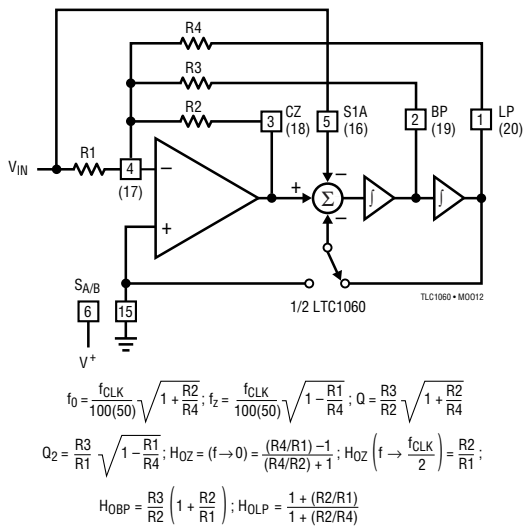 R4
R3
R2
3 CZ (18)
5 S1A (16)
2 BP (19)
1 LP (20)
VIN R1 4 (17)
−
+
+
−
−
Σ
∫
∫
SA/B
6
V+
15
1/2 LTC1060
TLC1060 • MOO12
f0 = fCLK/100(50) √(1 + R2/R4) ; fz = fCLK/100(50) √(1 − R1/R4) ; Q = R3/R2 √(1 + R2/R4)
Q2 = R3/R1 √(1 − R1/R4) ; HOZ = (f→0) = (R4/R1) −1/(R4/R2) + 1 ; HOZ (f → fCLK/2) = R2/R1 ;
HOBP = R3/R2 (1 + R2/R1) ; HOLP = 1 + (R2/R1)/1 + (R2/R4)